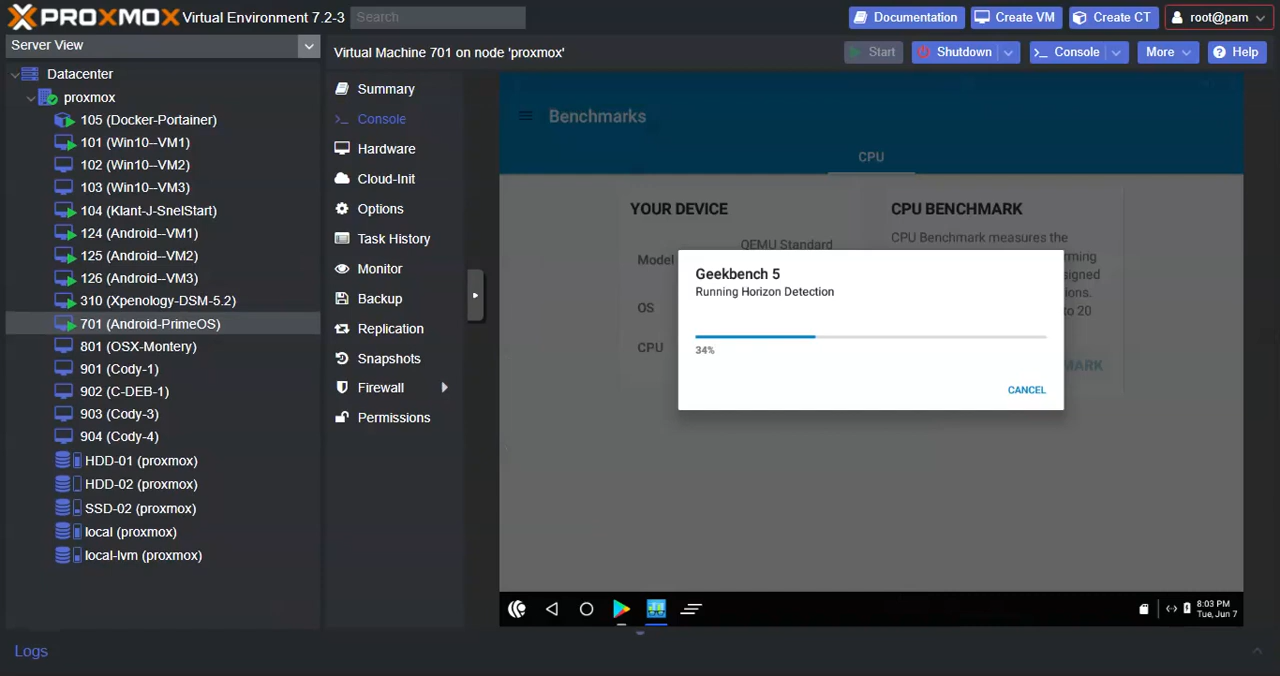 PROXMOX Virtual Environment 7.2-3 Search Documentation Create VM Create CT root@pam
Server View
Virtual Machine 701 on node 'proxmox' Start Shutdown Console More Help
Datacenter
proxmox
105 (Docker-Portainer)
101 (Win10--VM1)
102 (Win10--VM2)
103 (Win10--VM3)
104 (Klant-J-SnelStart)
124 (Android--VM1)
125 (Android--VM2)
126 (Android--VM3)
310 (Xpenology-DSM-5.2)
701 (Android-PrimeOS)
801 (OSX-Montery)
901 (Cody-1)
902 (C-DEB-1)
903 (Cody-3)
904 (Cody-4)
HDD-01 (proxmox)
HDD-02 (proxmox)
SSD-02 (proxmox)
local (proxmox)
local-lvm (proxmox)
Summary
Console
Hardware
Cloud-Init
Options
Task History
Monitor
Backup
Replication
Snapshots
Firewall
Permissions
Benchmarks
CPU
YOUR DEVICE
Model QEMU Standard
OS
CPU
CPU BENCHMARK
CPU Benchmark measures the
Geekbench 5
Running Horizon Detection
34%
CANCEL
8:03 PM
Tue, Jun 7
Logs